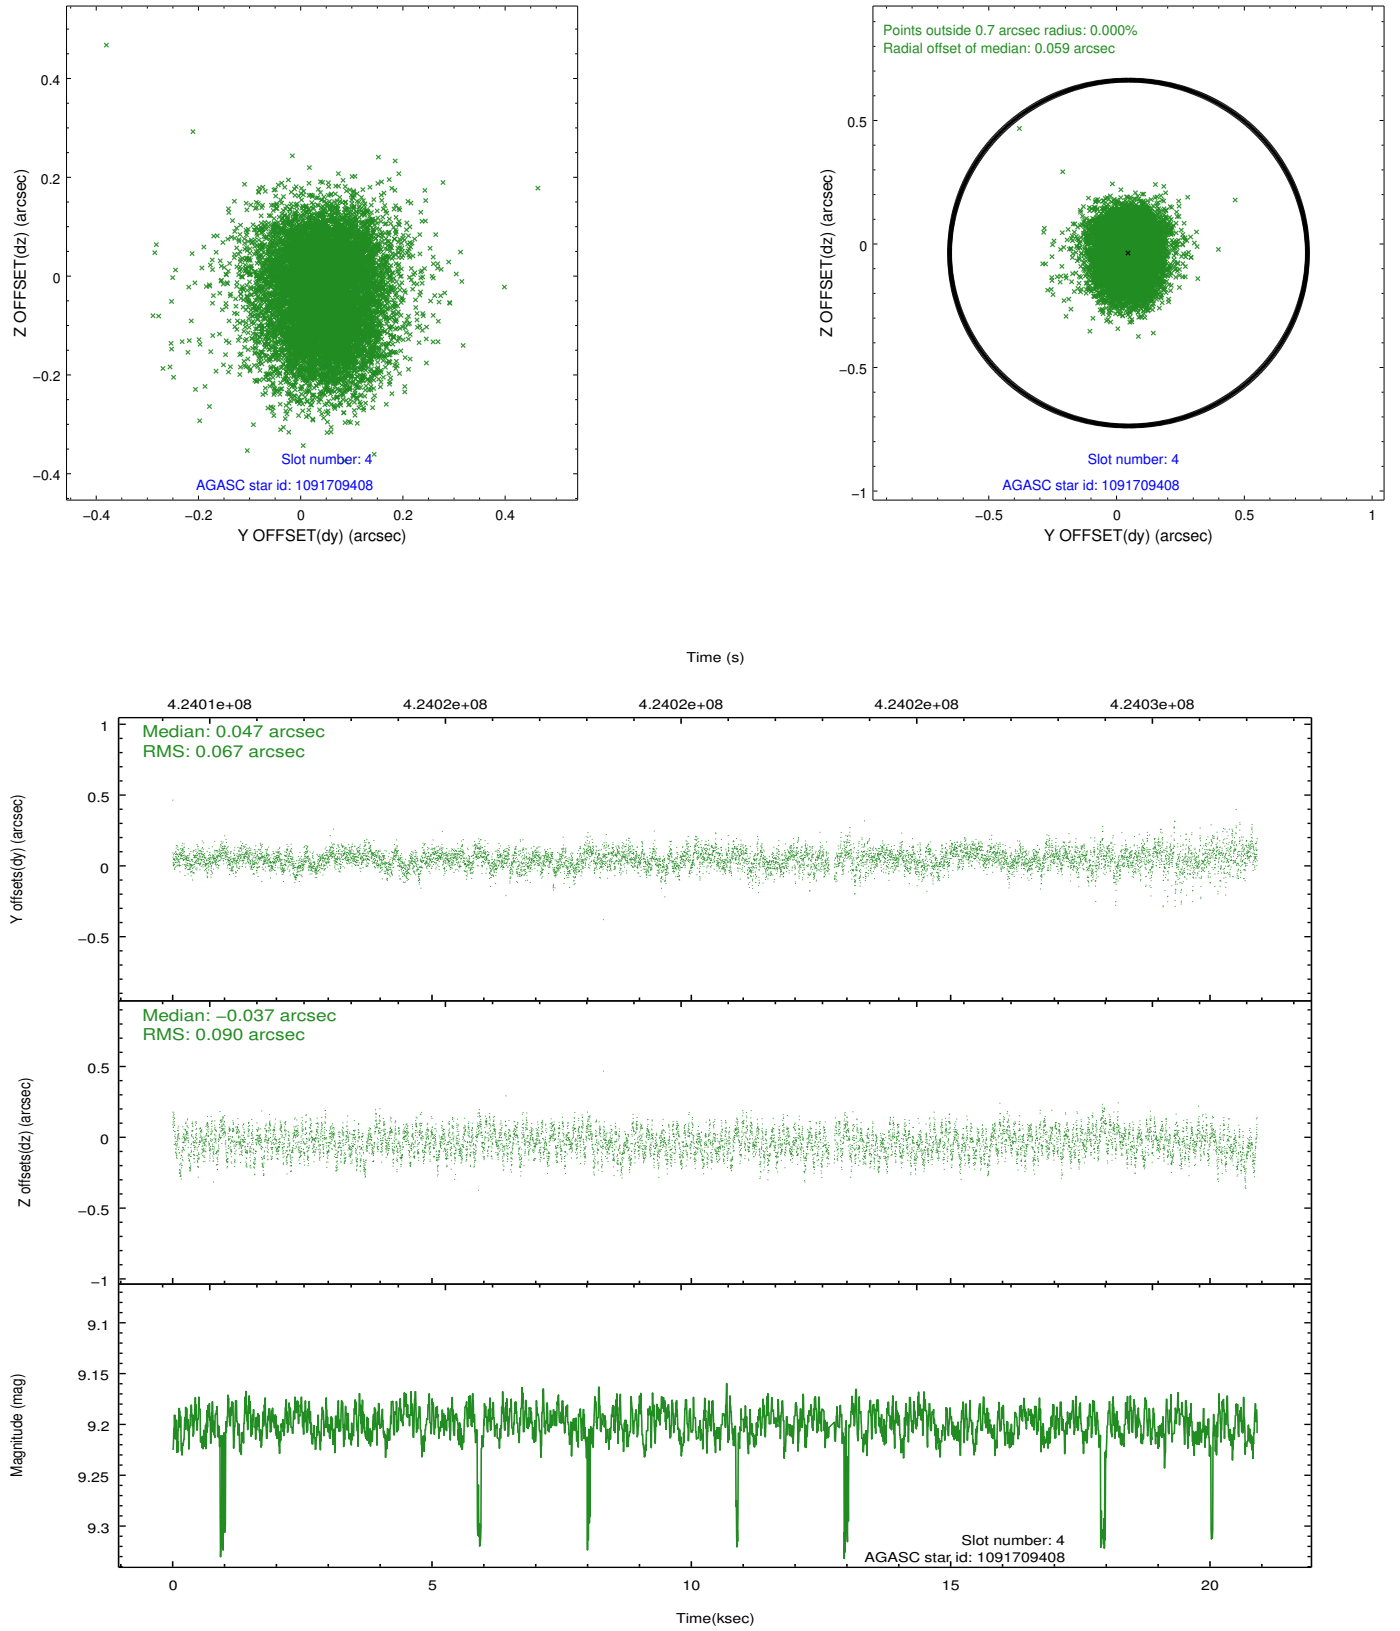 0.4
0.2
0
−0.2
−0.4
−0.4
−0.2
0
0.2
0.4
Z OFFSET(dz) (arcsec)
Y OFFSET(dy) (arcsec)
Slot number: 4
AGASC star id: 1091709408
Points outside 0.7 arcsec radius: 0.000%
Radial offset of median: 0.059 arcsec
0.5
0
−0.5
−1
−0.5
0
0.5
1
Z OFFSET(dz) (arcsec)
Y OFFSET(dy) (arcsec)
Slot number: 4
AGASC star id: 1091709408
Time (s)
4.2401e+08
4.2402e+08
4.2402e+08
4.2402e+08
4.2403e+08
Median: 0.047 arcsec
RMS: 0.067 arcsec
1
0.5
0
−0.5
Y offsets(dy) (arcsec)
Median: −0.037 arcsec
RMS: 0.090 arcsec
0.5
0
−0.5
−1
Z offsets(dz) (arcsec)
9.1
9.15
9.2
9.25
9.3
Magnitude (mag)
Slot number: 4
AGASC star id: 1091709408
0
5
10
15
20
Time(ksec)